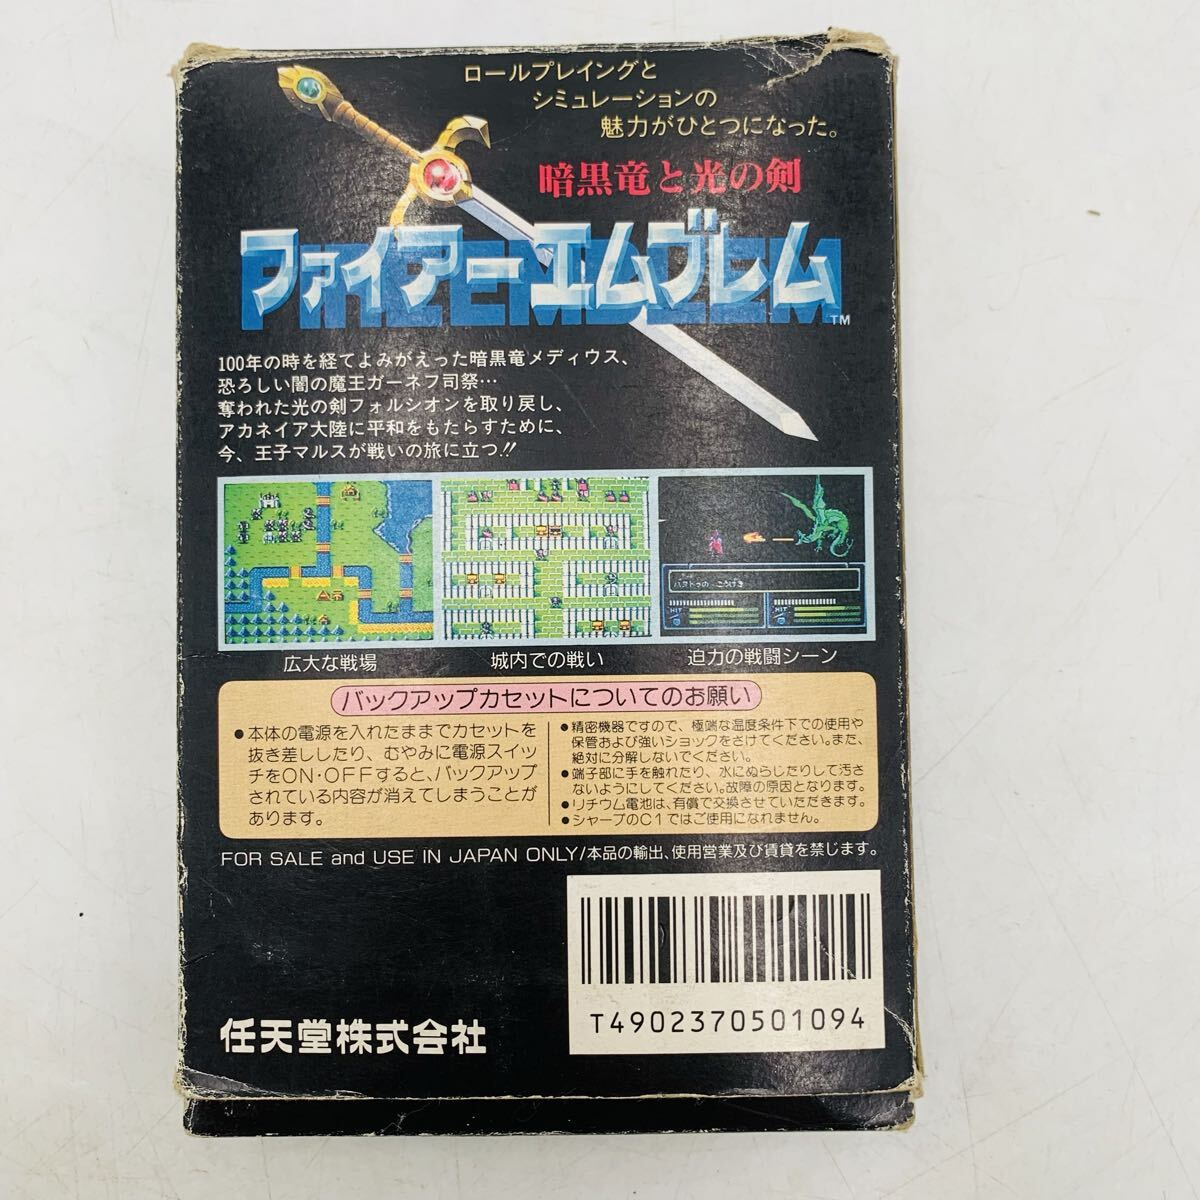 ロールプレイングと
シミュレーションの
魅力がひとつになった。
暗黒竜と光の剣
FIRE EMBLEM
ファイアーエムブレム
TM
100年の時を経てよみがえった暗黒竜メディウス、
恐ろしい闇の魔王ガーネフ司祭…
奪われた光の剣フォルシオンを取り戻し、
アカネイア大陸に平和をもたらすために、
今、王子マルスが戦いの旅に立つ!!
HIT
HIT
広大な戦場
城内での戦い
迫力の戦闘シーン
バックアップカセットについてのお願い
●本体の電源を入れたままでカセットを
抜き差ししたり、むやみに電源スイッ
チをON・OFFすると、バックアップ
されている内容が消えてしまうことが
あります。
●精密機器ですので、極端な温度条件下での使用や
保管および強いショックをさけてください。また、
絶対に分解しないでください。
●端子部に手を触れたり、水にぬらしたりして汚さ
ないようにしてください。故障の原因となります。
●リチウム電池は、有償で交換させていただきます。
●シャープのC1ではご使用になれません。
FOR SALE and USE IN JAPAN ONLY/本品の輸出、使用営業及び賃貸を禁じます。
T4902370501094
任天堂株式会社